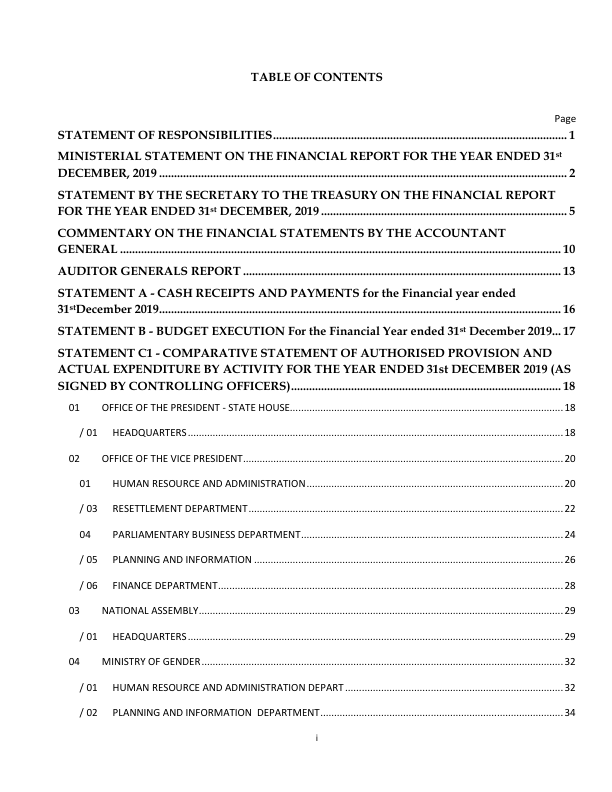 TABLE OF CONTENTS
Page
STATEMENT OF RESPONSIBILITIES.......................................................................................... 1
MINISTERIAL STATEMENT ON THE FINANCIAL REPORT FOR THE YEAR ENDED 31st
DECEMBER, 2019 ............................................................................................................................. 2
STATEMENT BY THE SECRETARY TO THE TREASURY ON THE FINANCIAL REPORT
FOR THE YEAR ENDED 31st DECEMBER, 2019 ........................................................................... 5
COMMENTARY ON THE FINANCIAL STATEMENTS BY THE ACCOUNTANT
GENERAL ....................................................................................................................................... 10
AUDITOR GENERALS REPORT ................................................................................................. 13
STATEMENT A - CASH RECEIPTS AND PAYMENTS for the Financial year ended
31stDecember 2019............................................................................................................................ 16
STATEMENT B - BUDGET EXECUTION For the Financial Year ended 31st December 2019... 17
STATEMENT C1 - COMPARATIVE STATEMENT OF AUTHORISED PROVISION AND
ACTUAL EXPENDITURE BY ACTIVITY FOR THE YEAR ENDED 31st DECEMBER 2019 (AS
SIGNED BY CONTROLLING OFFICERS)................................................................................... 18
01 OFFICE OF THE PRESIDENT - STATE HOUSE........................................................................ 18
/ 01 HEADQUARTERS............................................................................................................. 18
02 OFFICE OF THE VICE PRESIDENT........................................................................................ 20
01 HUMAN RESOURCE AND ADMINISTRATION.................................................................... 20
/ 03 RESETTLEMENT DEPARTMENT....................................................................................... 22
04 PARLIAMENTARY BUSINESS DEPARTMENT..................................................................... 24
/ 05 PLANNING AND INFORMATION ..................................................................................... 26
/ 06 FINANCE DEPARTMENT.................................................................................................. 28
03 NATIONAL ASSEMBLY......................................................................................................... 29
/ 01 HEADQUARTERS............................................................................................................. 29
04 MINISTRY OF GENDER........................................................................................................ 32
/ 01 HUMAN RESOURCE AND ADMINISTRATION DEPART...................................................... 32
/ 02 PLANNING AND INFORMATION DEPARTMENT............................................................... 34
i